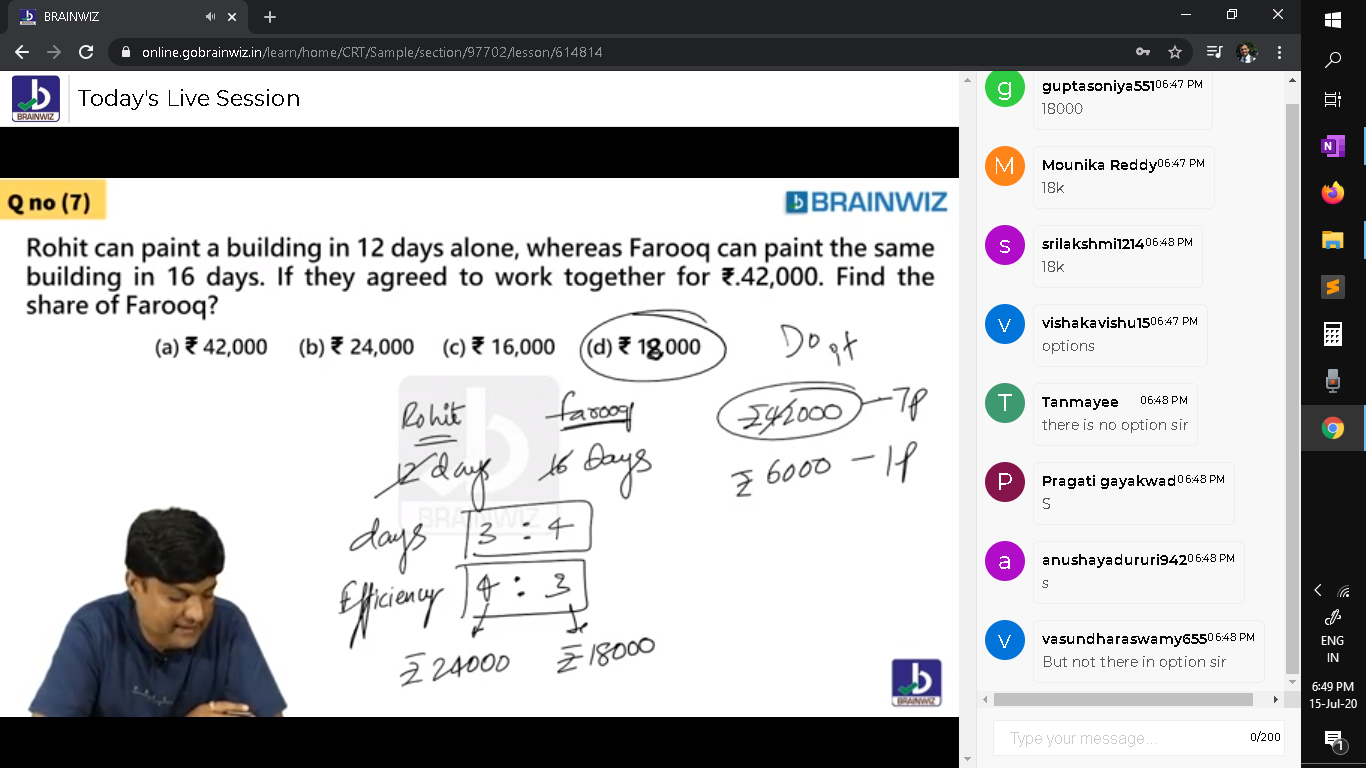 BRAINWIZ
online.gobrainwiz.in/learn/home/CRT/Sample/section/97702/lesson/614814
BRAINWIZ
Today's Live Session
Q no (7)
BRAINWIZ
Rohit can paint a building in 12 days alone, whereas Farooq can paint the same
building in 16 days. If they agreed to work together for ₹.42,000. Find the
share of Farooq?
(a) ₹ 42,000 (b) ₹ 24,000 (c) ₹ 16,000 (d) ₹ 18,000
Rohit farooq ₹42000 – 7p
12 days 16 Days ₹ 6000 – 1p
days 3 : 4
Efficiency 4 : 3
₹ 24000 ₹ 18000
BRAINWIZ
BRAINWIZ
g
guptasoniya551 06:47 PM
18000
M
Mounika Reddy 06:47 PM
18k
s
srilakshmi1214 06:48 PM
18k
v
vishakavishu15 06:47 PM
options
T
Tanmayee 06:48 PM
there is no option sir
P
Pragati gayakwad 06:48 PM
S
a
anushayadururi942 06:48 PM
s
v
vasundharaswamy655 06:48 PM
But not there in option sir
Type your message...
0/200
N
S
ENG
IN
6:49 PM
15-Jul-20
1